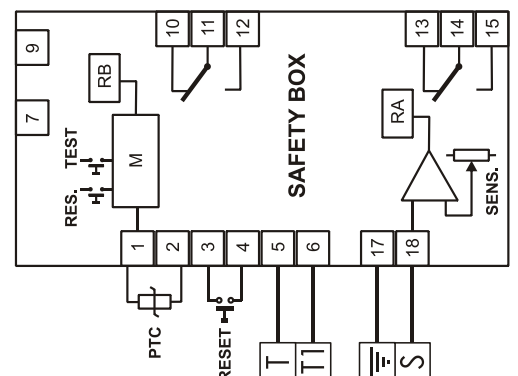 10 11 12
13 14 15
9
7
RB
RA
TEST
RES.
M
SAFETY BOX
SENS.
1 2 3 4 5 6 17 18
PTC
RESET
T T1 S